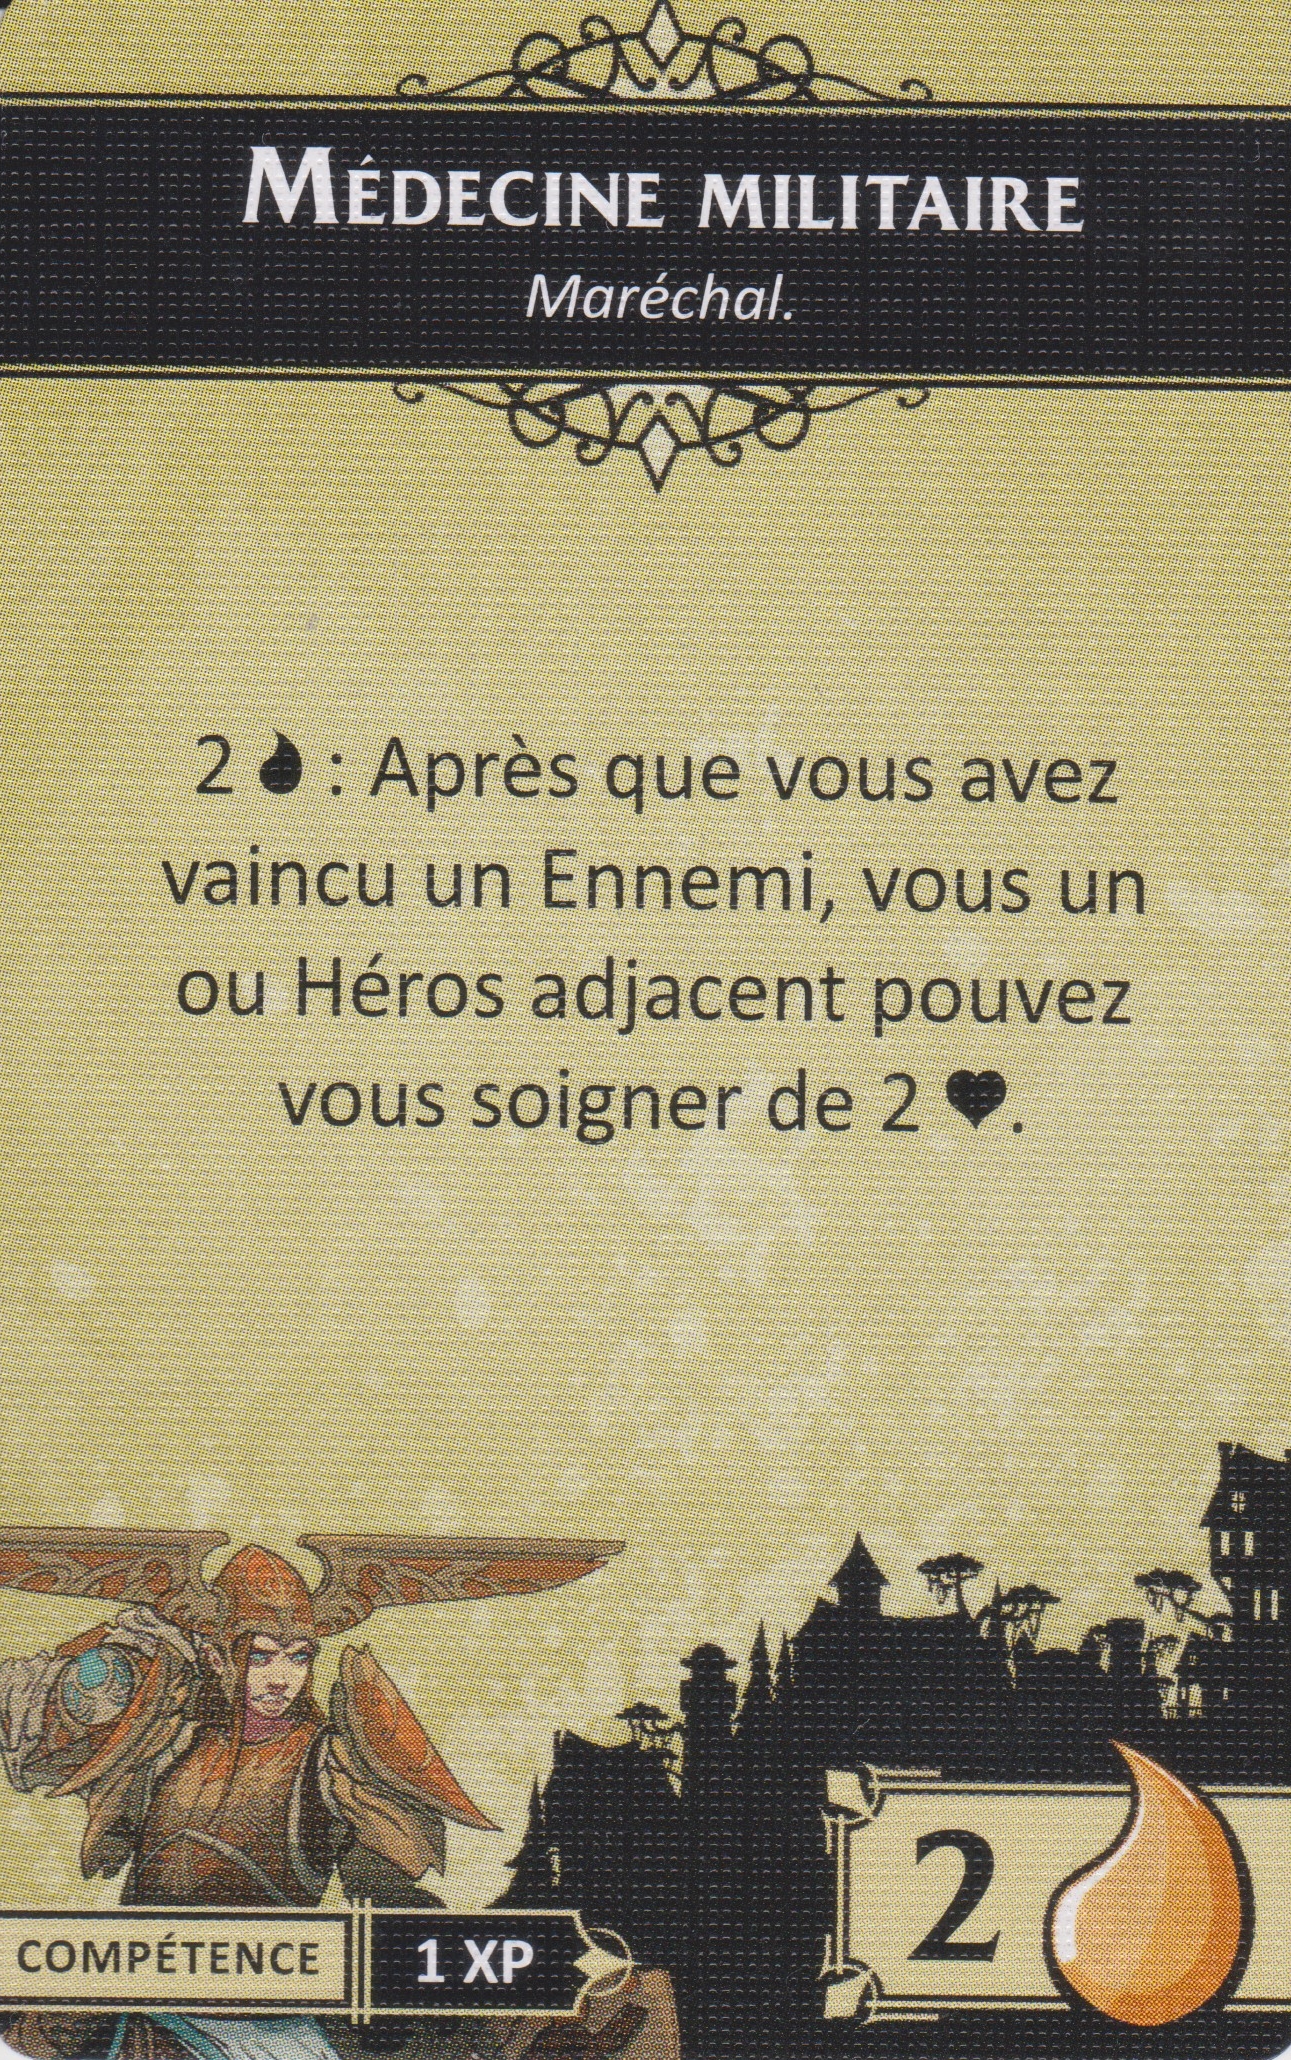 Médecine militaire
Maréchal.
2 : Après que vous avez
vaincu un Ennemi, vous un
ou Héros adjacent pouvez
vous soigner de 2 ♥.
COMPÉTENCE
1 XP
2